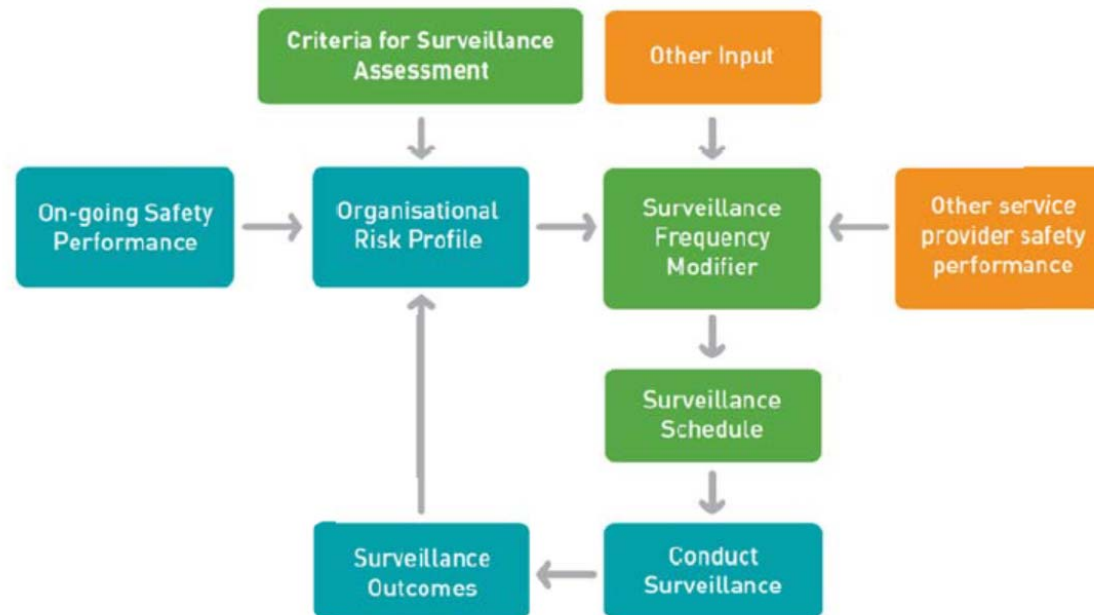 Criteria for Surveillance
Assessment
Other Input
On-going Safety
Performance
Organisational
Risk Profile
Surveillance
Frequency
Modifier
Other service
provider safety
performance
Surveillance
Schedule
Surveillance
Outcomes
Conduct
Surveillance